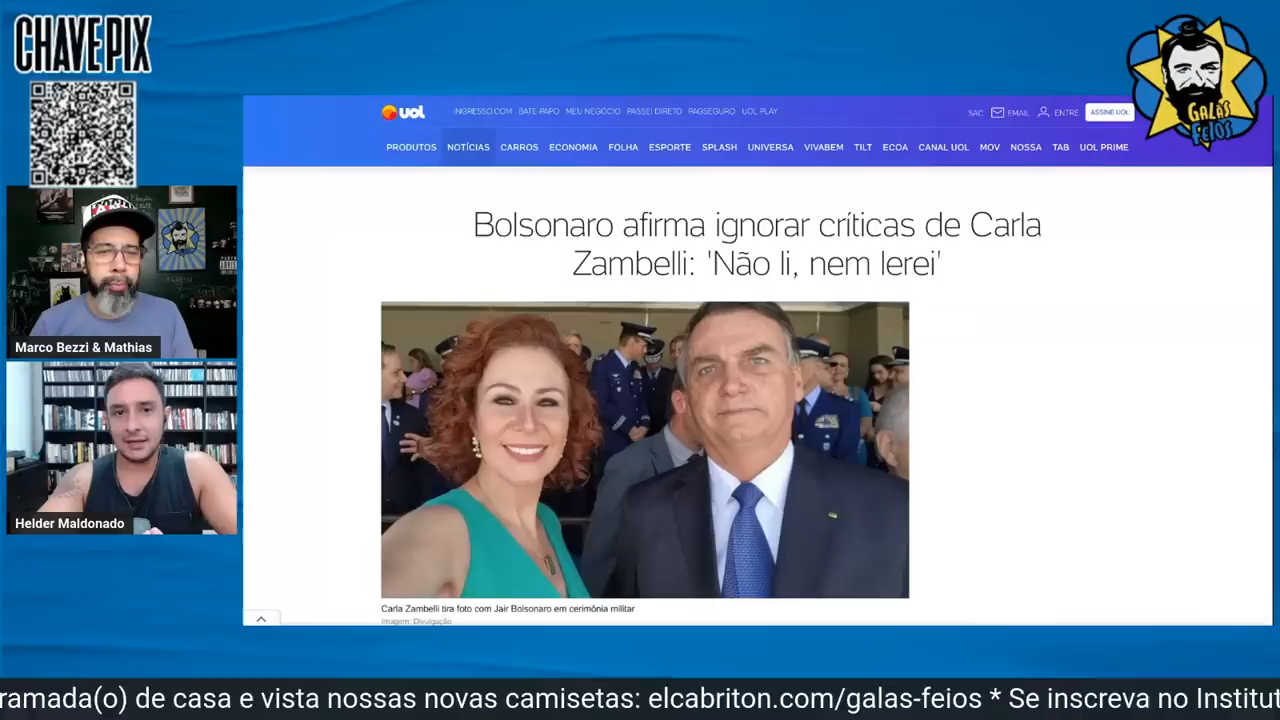 CHAVE PIX
GALÃS
FEIOS
uol
INGRESSO.COM BATE-PAPO MEU NEGÓCIO PASSEI DIRETO PAGSEGURO UOL PLAY
SAC EMAIL ENTRE ASSINE UOL
PRODUTOS NOTÍCIAS CARROS ECONOMIA FOLHA ESPORTE SPLASH UNIVERSA VIVABEM TILT ECOA CANAL UOL MOV NOSSA TAB UOL PRIME
Bolsonaro afirma ignorar críticas de Carla
Zambelli: 'Não li, nem lerei'
Marco Bezzi & Mathias
Helder Maldonado
Carla Zambelli tira foto com Jair Bolsonaro em cerimônia militar
Imagem: Divulgação
ramada(o) de casa e vista nossas novas camisetas: elcabriton.com/galas-feios * Se inscreva no Institut